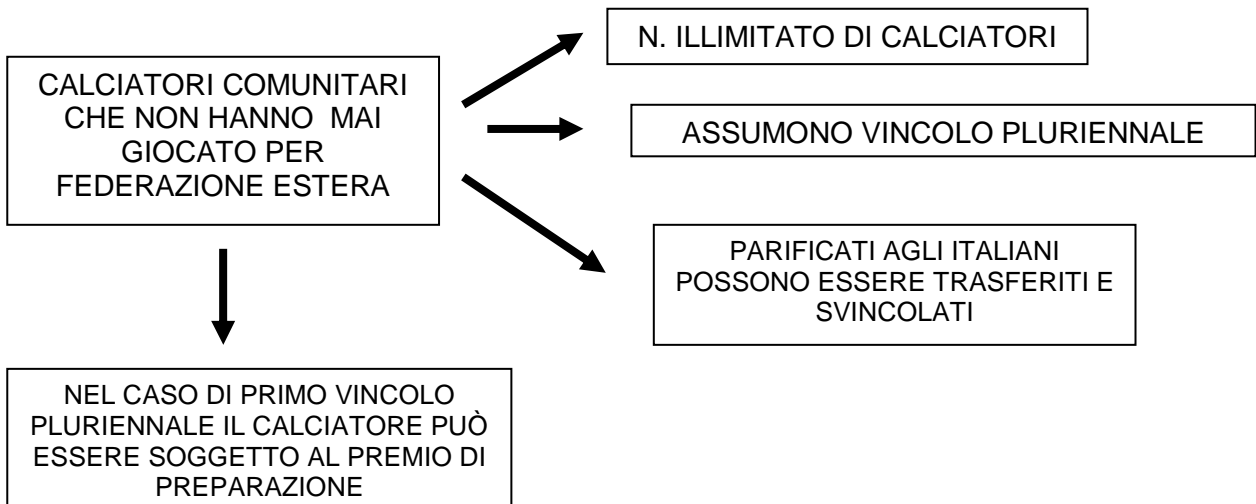 N. ILLIMITATO DI CALCIATORI
CALCIATORI COMUNITARI
CHE NON HANNO MAI
GIOCATO PER
FEDERAZIONE ESTERA
ASSUMONO VINCOLO PLURIENNALE
PARIFICATI AGLI ITALIANI
POSSONO ESSERE TRASFERITI E
SVINCOLATI
NEL CASO DI PRIMO VINCOLO
PLURIENNALE IL CALCIATORE PUÒ
ESSERE SOGGETTO AL PREMIO DI
PREPARAZIONE